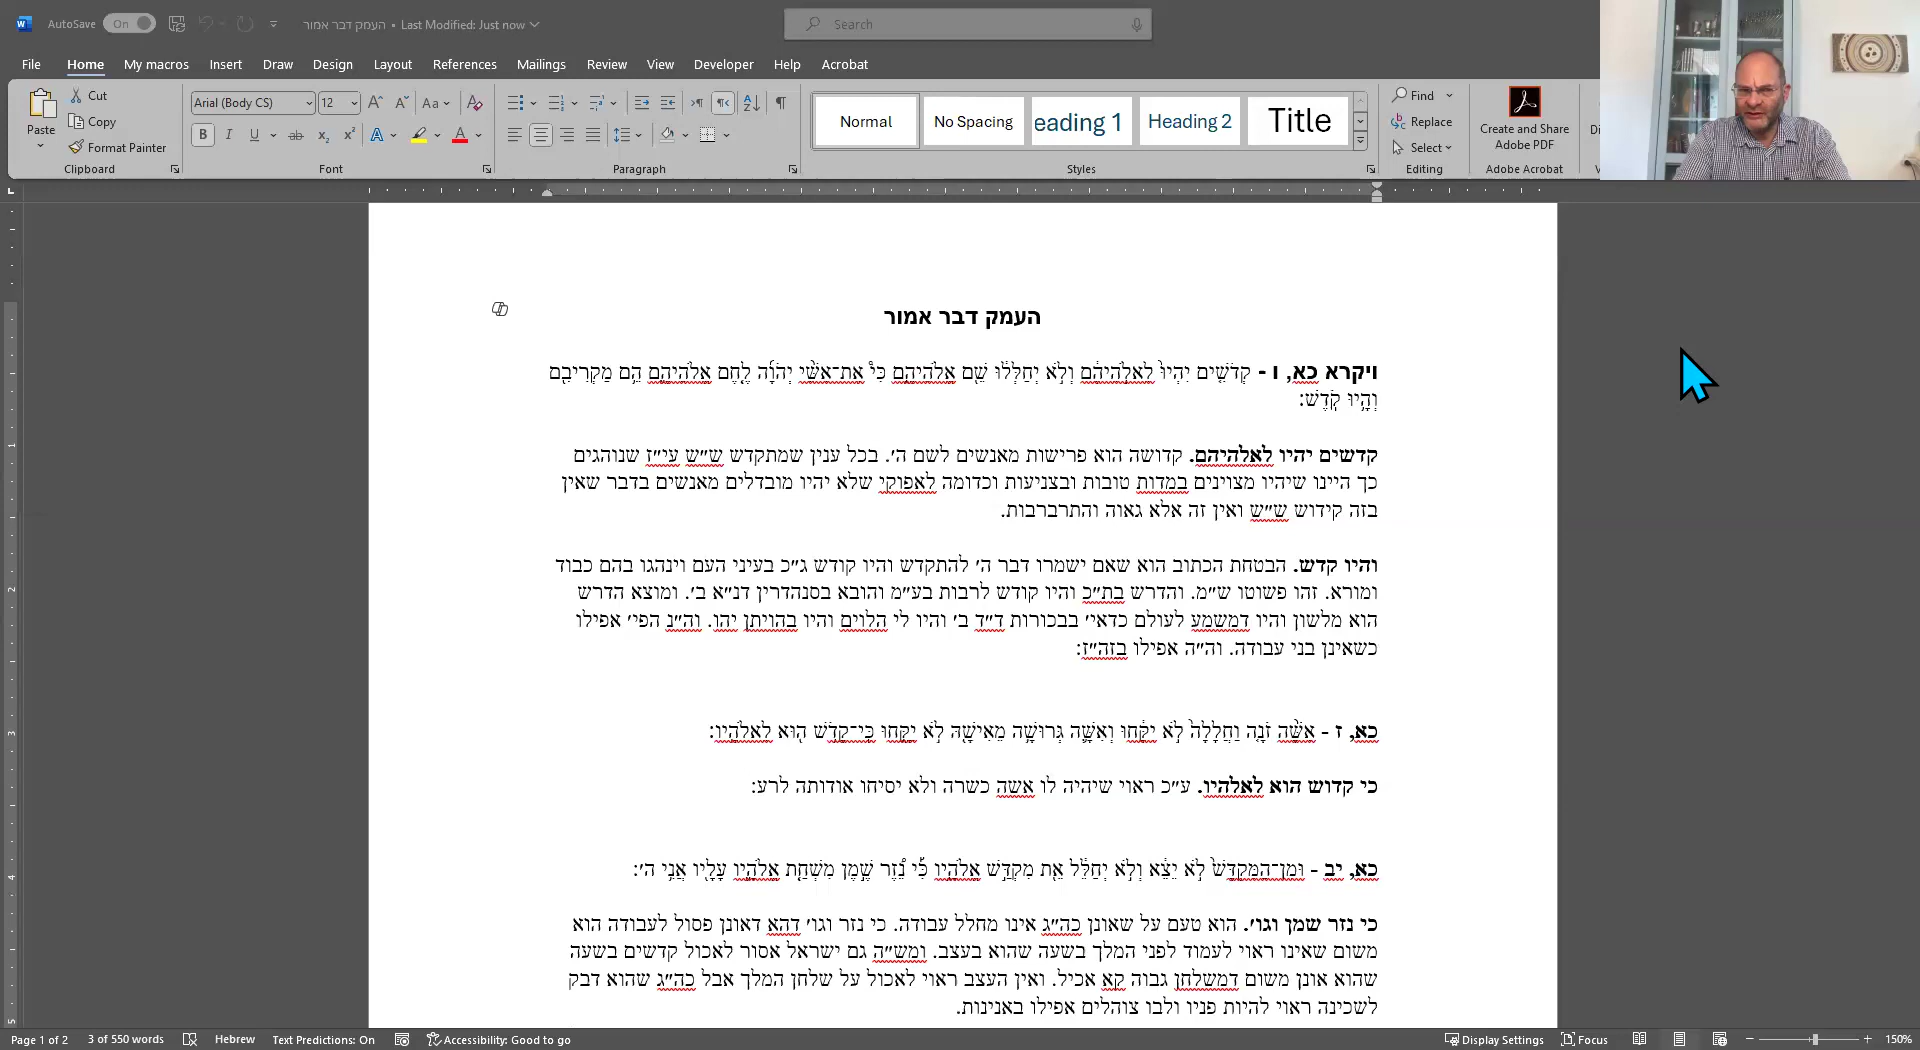 AutoSave On העמק דבר אמור • Last Modified: Just now Search
File Home My macros Insert Draw Design Layout References Mailings Review View Developer Help Acrobat
Paste Cut Copy Format Painter Clipboard
Arial (Body CS) 12 Font
Paragraph
Normal No Spacing eading 1 Heading 2 Title Styles
Find Replace Select Editing
Create and Share Adobe PDF Adobe Acrobat
העמק דבר אמור
ויקרא כא, ו - קְדֹשִׁ֤ים יִהְיוּ֙ לֵאלֹ֣הֵיהֶ֔ם וְלֹ֣א יְחַלְּל֔וּ שֵׁ֖ם אֱלֹהֵיהֶ֑ם כִּי֩ אֶת־אִשֵּׁ֨י יְהֹוָ֜ה לֶ֧חֶם אֱלֹהֵיהֶ֛ם הֵ֥ם מַקְרִיבִ֖ם
וְהָ֥יוּ קֹֽדֶשׁ׃
קדשים יהיו לאלהיהם. קדושה הוא פרישות מאנשים לשם ה׳. בכל ענין שמתקדש ש״ש עי״ז שנוהגים
כך היינו שיהיו מצוינים במדות טובות ובצניעות וכדומה לאפוקי שלא יהיו מובדלים מאנשים בדבר שאין
בזה קידוש ש״ש ואין זה אלא גאוה והתרברבות.
והיו קדש. הבטחת הכתוב הוא שאם ישמרו דבר ה׳ להתקדש והיו קודש ג״כ בעיני העם וינהגו בהם כבוד
ומורא. זהו פשוטו ש״מ. והדרש בת״כ והיו קודש לרבות בע״מ והובא בסנהדרין דנ״א ב׳. ומוצא הדרש
הוא מלשון והיו דמשמע לעולם כדאי׳ בבכורות ד״ד ב׳ והיו לי הלוים והיו בהויתן יהו. וה״נ הפי׳ אפילו
כשאינן בני עבודה. וה״ה אפילו בזה״ז:
כא, ז - אִשָּׁ֨ה זֹנָ֤ה וַחֲלָלָה֙ לֹ֣א יִקָּ֔חוּ וְאִשָּׁ֛ה גְּרוּשָׁ֥ה מֵאִישָׁ֖הּ לֹ֣א יִקָּ֑חוּ כִּֽי־קָדֹ֥שׁ ה֖וּא לֵאלֹהָֽיו׃
כי קדוש הוא לאלהיו. ע״כ ראוי שיהיה לו אשה כשרה ולא יסיחו אודותה לרע:
כא, יב - וּמִן־הַמִּקְדָּשׁ֙ לֹ֣א יֵצֵ֔א וְלֹ֣א יְחַלֵּ֔ל אֵ֖ת מִקְדַּ֣שׁ אֱלֹהָ֑יו כִּ֡י נֵ֠זֶר שֶׁ֣מֶן מִשְׁחַ֧ת אֱלֹהָ֛יו עָלָ֖יו אֲנִ֥י ה׳:
כי נזר שמן וגו׳. הוא טעם על שאונן כה״ג אינו מחלל עבודה. כי נזר וגו׳ דהא דאונן פסול לעבודה הוא
משום שאינו ראוי לעמוד לפני המלך בשעה שהוא בעצב. ומש״ה גם ישראל אסור לאכול קדשים בשעה
שהוא אונן משום דמשלחן גבוה קא אכיל. ואין העצב ראוי לאכול על שלחן המלך אבל כה״ג שהוא דבק
לשכינה ראוי להיות פניו ולבו צוהלים אפילו באנינות.
Page 1 of 2 3 of 550 words Hebrew Text Predictions: On Accessibility: Good to go Display Settings Focus 150%